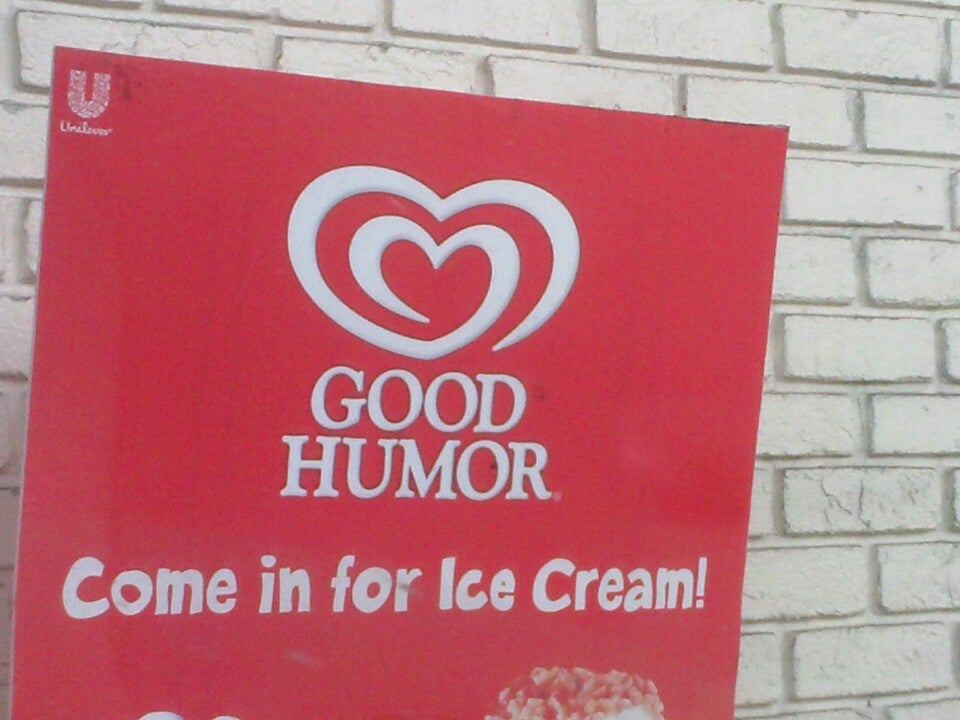 Unilever
GOOD
HUMOR
Come in for Ice Cream!